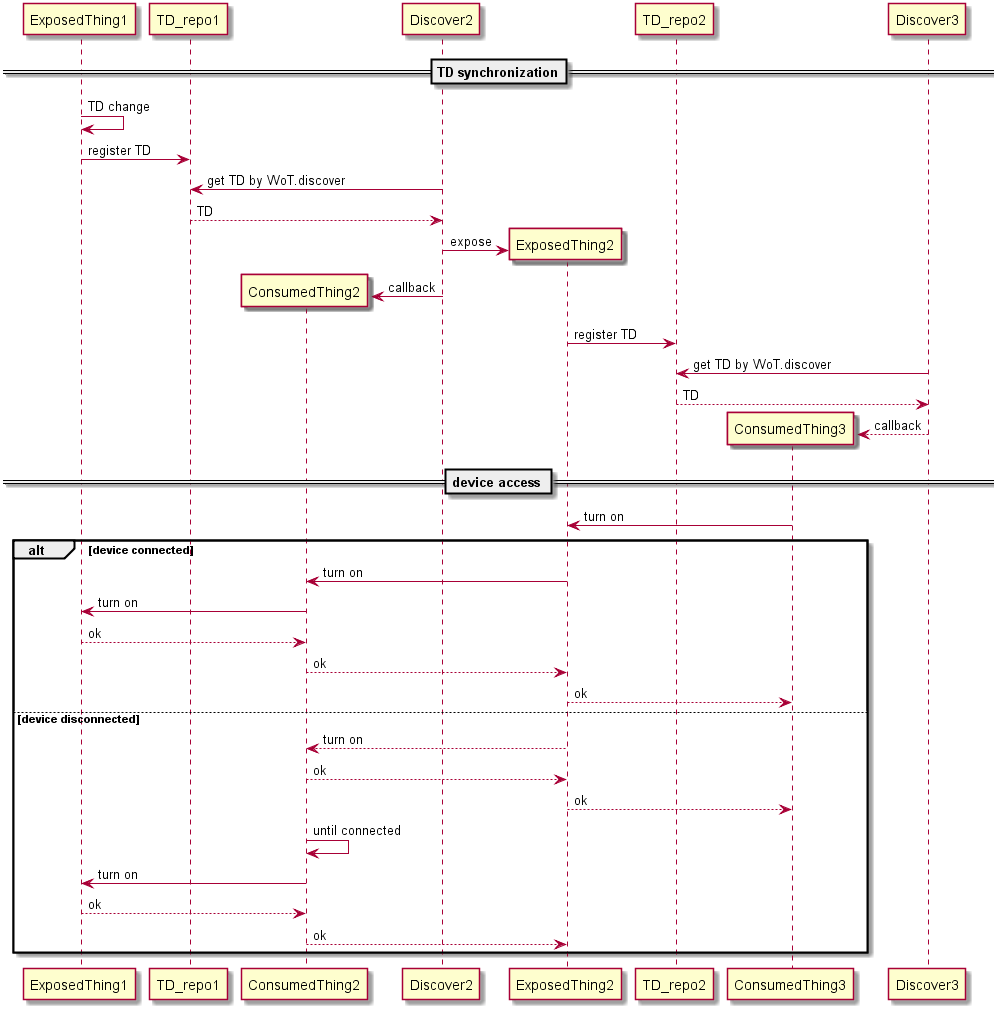 ExposedThing1 TD_repo1 Discover2 TD_repo2 Discover3
TD synchronization
TD change
register TD
get TD by WoT.discover
TD
expose
ExposedThing2
ConsumedThing2
callback
register TD
get TD by WoT.discover
TD
ConsumedThing3
callback
device access
turn on
alt [device connected]
turn on
turn on
ok
ok
ok
[device disconnected]
turn on
ok
ok
until connected
turn on
ok
ok
ExposedThing1 TD_repo1 ConsumedThing2 Discover2 ExposedThing2 TD_repo2 ConsumedThing3 Discover3